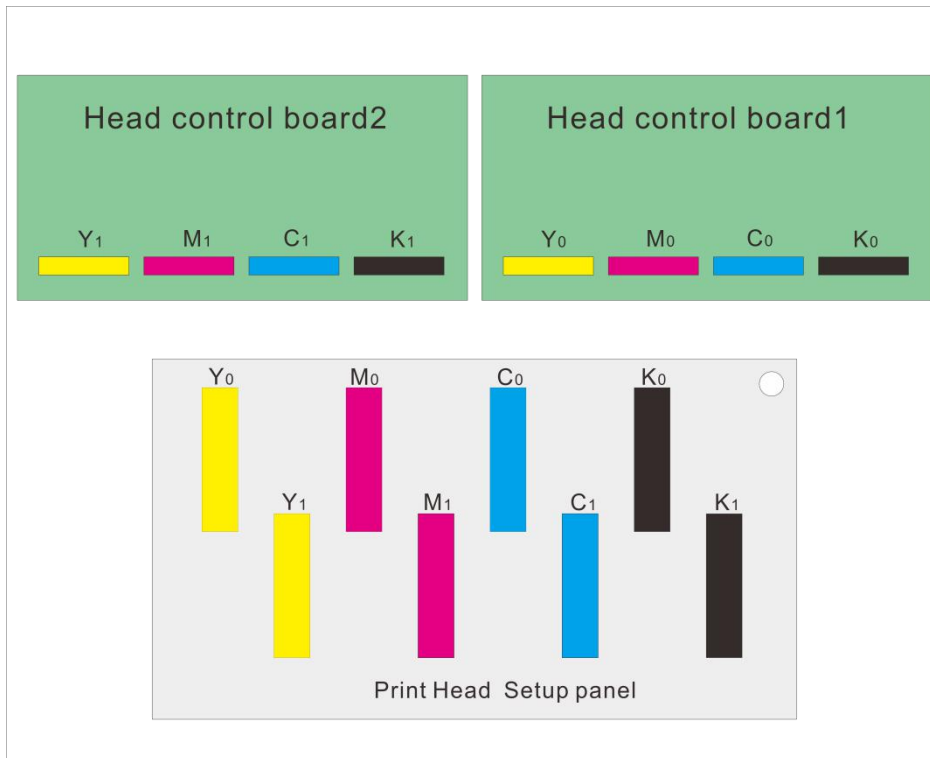 Head control board2
Y1 M1 C1 K1
Head control board1
Y0 M0 C0 K0
Y0 M0 C0 K0
Y1 M1 C1 K1
Print Head Setup panel